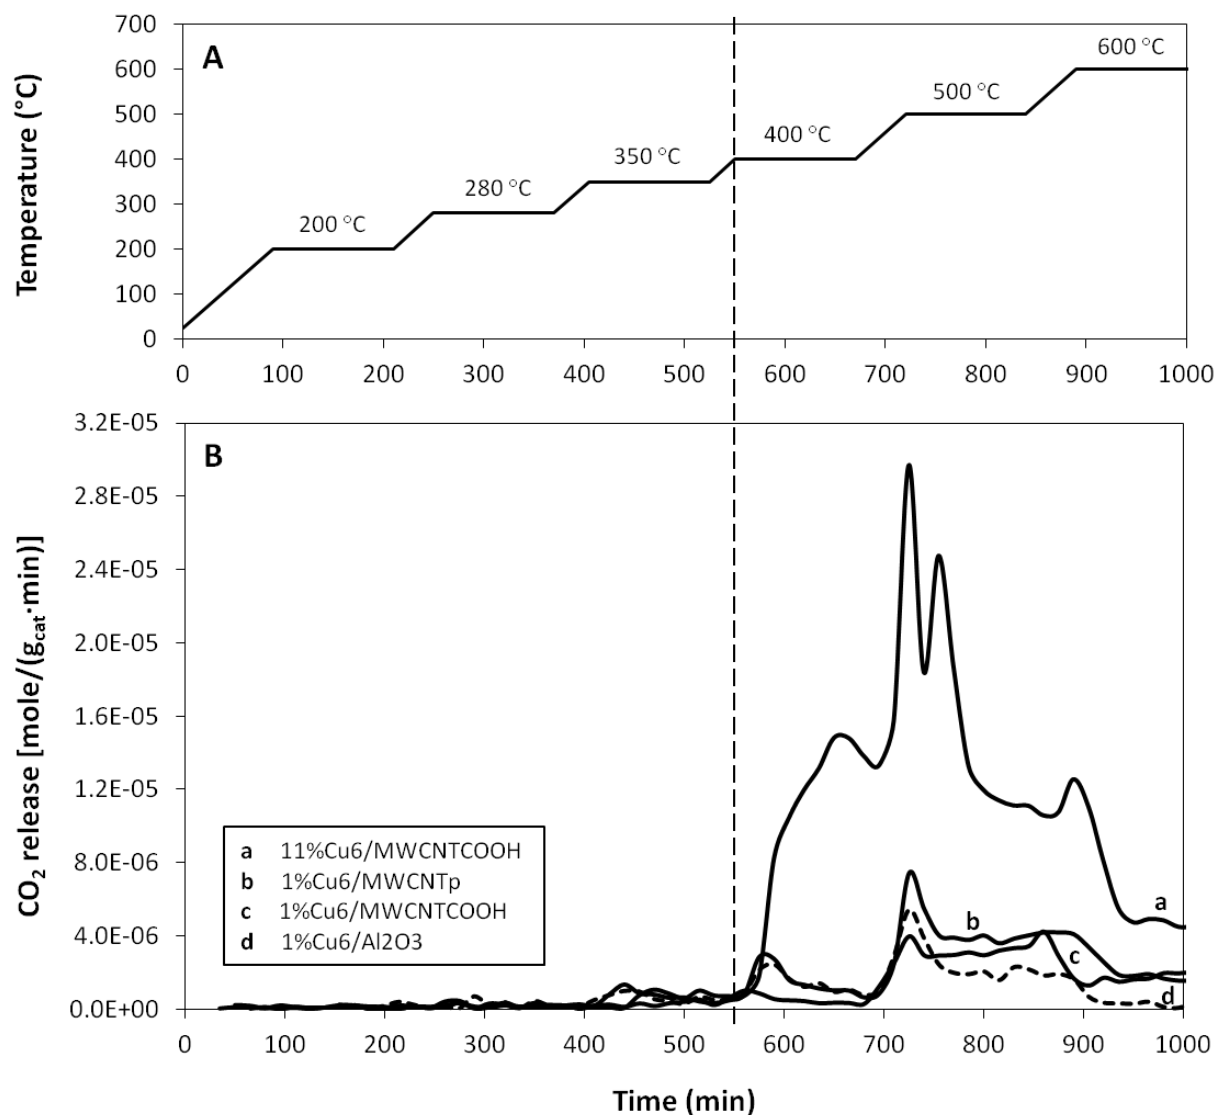 A
Temperature (°C)
700
600
500
400
300
200
100
0
200 °C
280 °C
350 °C
400 °C
500 °C
600 °C
0 100 200 300 400 500 600 700 800 900 1000
B
CO2 release [mole/(gcat·min)]
3.2E-05
2.8E-05
2.4E-05
2.0E-05
1.6E-05
1.2E-05
8.0E-06
4.0E-06
0.0E+00
a 11%Cu6/MWCNTCOOH
b 1%Cu6/MWCNTp
c 1%Cu6/MWCNTCOOH
d 1%Cu6/Al2O3
a
b
c
d
0 100 200 300 400 500 600 700 800 900 1000
Time (min)